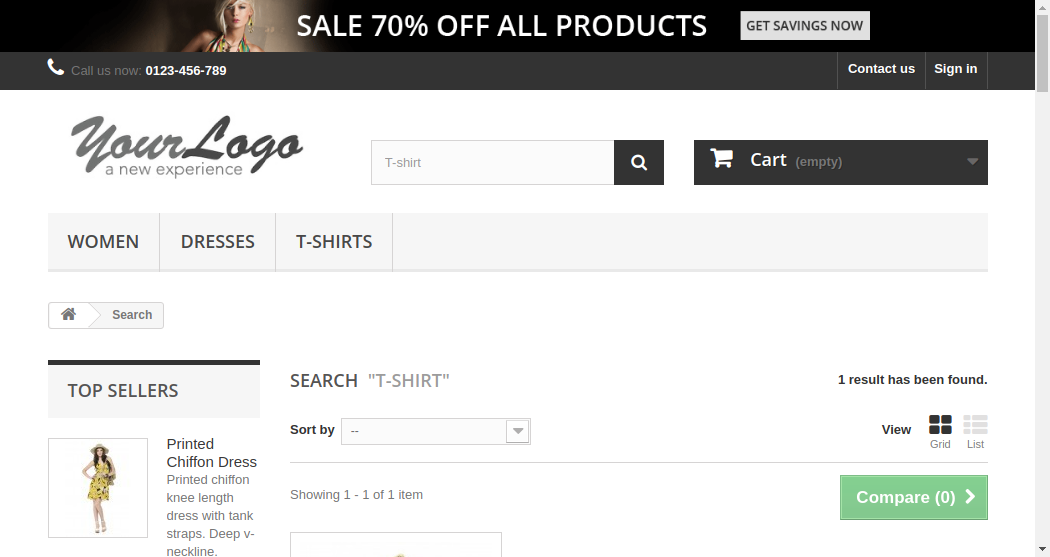 SALE 70% OFF ALL PRODUCTS GET SAVINGS NOW
Call us now: 0123-456-789
Contact us Sign in
YourLogo
a new experience
T-shirt
Cart (empty)
WOMEN DRESSES T-SHIRTS
Search
TOP SELLERS
Printed
Chiffon Dress
Printed chiffon
knee length
dress with tank
straps. Deep v-
neckline.
SEARCH "T-SHIRT"
1 result has been found.
Sort by --
View
Grid List
Showing 1 - 1 of 1 item
Compare (0)